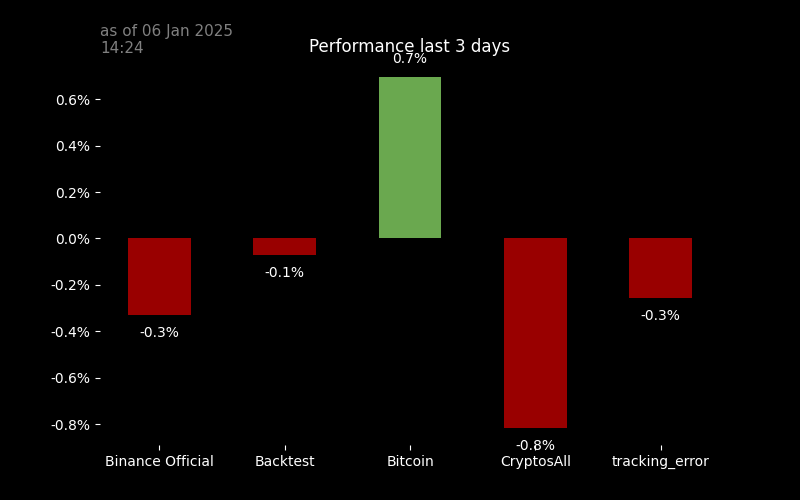 as of 06 Jan 2025
14:24
Performance last 3 days
0.7%
0.6%
0.4%
0.2%
0.0%
-0.2%
-0.4%
-0.6%
-0.8%
-0.3%
-0.1%
-0.8%
-0.3%
Binance Official
Backtest
Bitcoin
CryptosAll
tracking_error